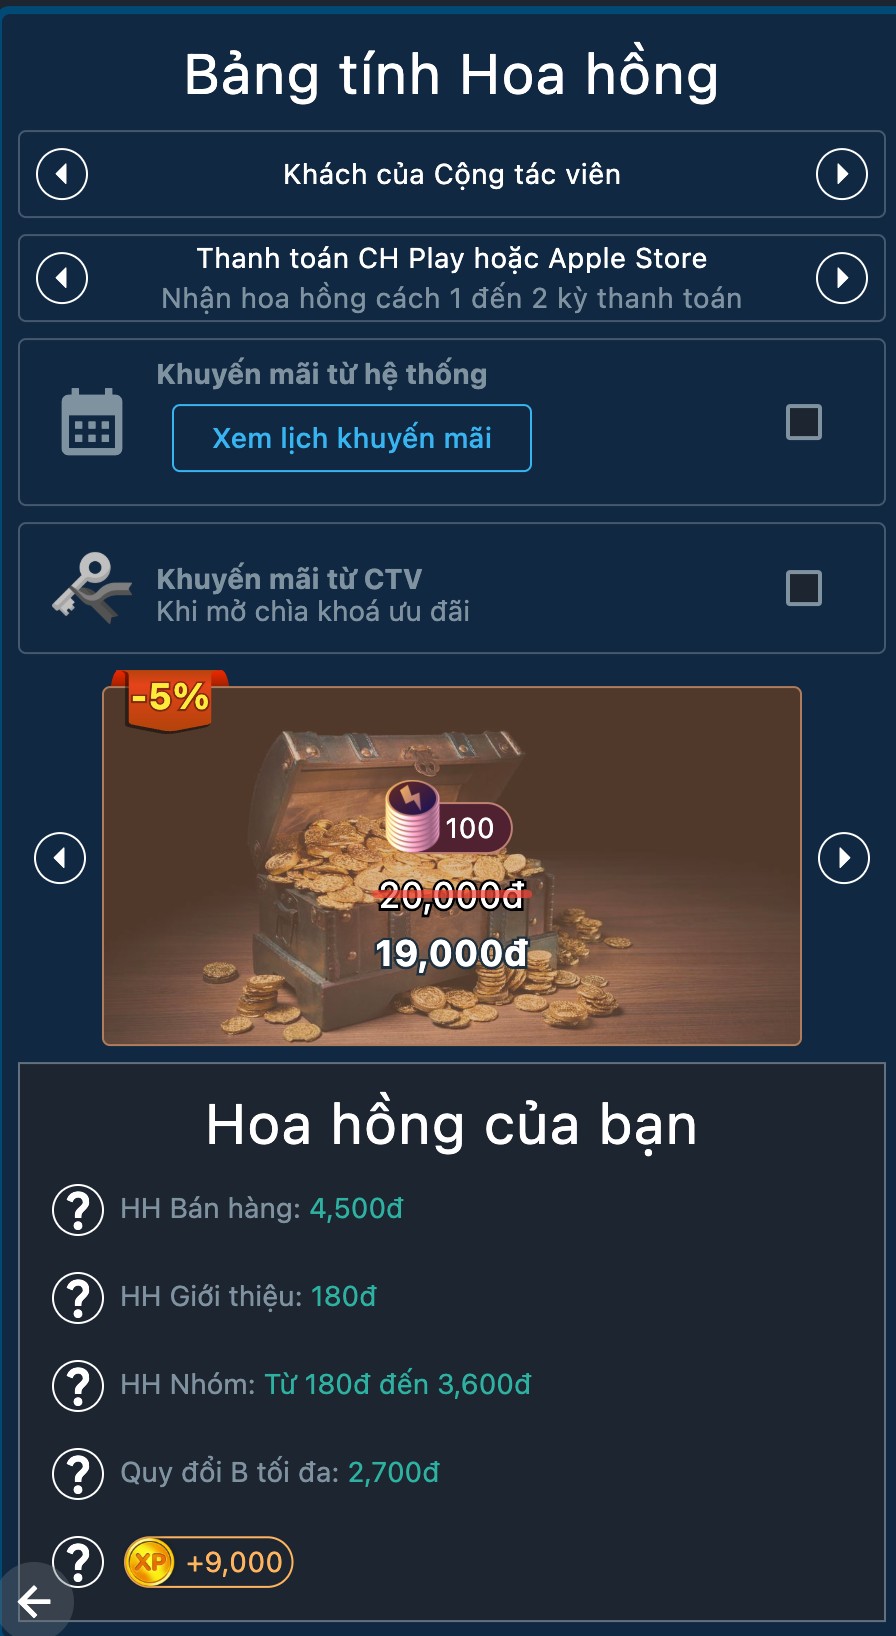 Bảng tính Hoa hồng
Khách của Cộng tác viên
Thanh toán CH Play hoặc Apple Store
Nhận hoa hồng cách 1 đến 2 kỳ thanh toán
Khuyến mãi từ hệ thống
Xem lịch khuyến mãi
Khuyến mãi từ CTV
Khi mở chìa khoá ưu đãi
-5%
100
20,000đ
19,000đ
Hoa hồng của bạn
? HH Bán hàng: 4,500đ
? HH Giới thiệu: 180đ
? HH Nhóm: Từ 180đ đến 3,600đ
? Quy đổi B tối đa: 2,700đ
? XP +9,000